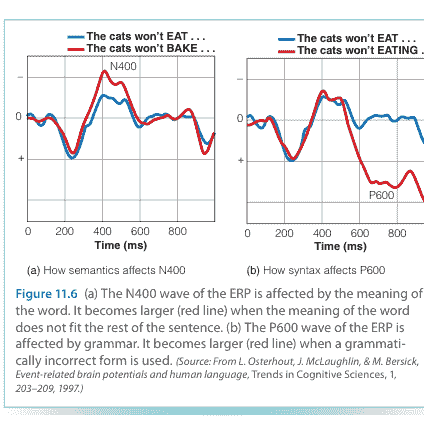 The cats won't EAT . . .
The cats won't BAKE . . .
N400
–
0
+
0 200 400 600 800
Time (ms)
(a) How semantics affects N400
The cats won't EAT . . .
The cats won't EATING .
–
0
+
P600
0 200 400 600 800
Time (ms)
(b) How syntax affects P600
Figure 11.6 (a) The N400 wave of the ERP is affected by the meaning of
the word. It becomes larger (red line) when the meaning of the word
does not fit the rest of the sentence. (b) The P600 wave of the ERP is
affected by grammar. It becomes larger (red line) when a grammati-
cally incorrect form is used. (Source: From L. Osterhout, J. McLaughlin, & M. Bersick,
Event-related brain potentials and human language, Trends in Cognitive Sciences, 1,
203–209, 1997.)